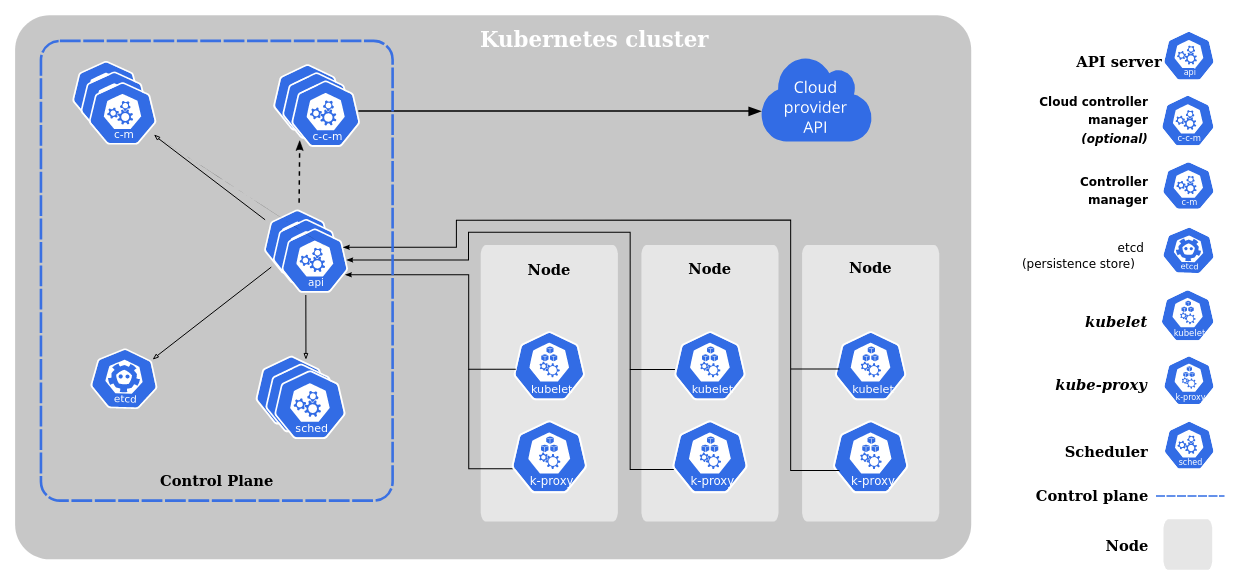 Kubernetes cluster
c-m
c-c-m
Cloud
provider
API
api
etcd
sched
Control Plane
Node
kubelet
k-proxy
Node
kubelet
k-proxy
Node
kubelet
k-proxy
API server
api
Cloud controller
manager
(optional)
c-c-m
Controller
manager
c-m
etcd
(persistence store)
etcd
kubelet
kubelet
kube-proxy
k-proxy
Scheduler
sched
Control plane
Node